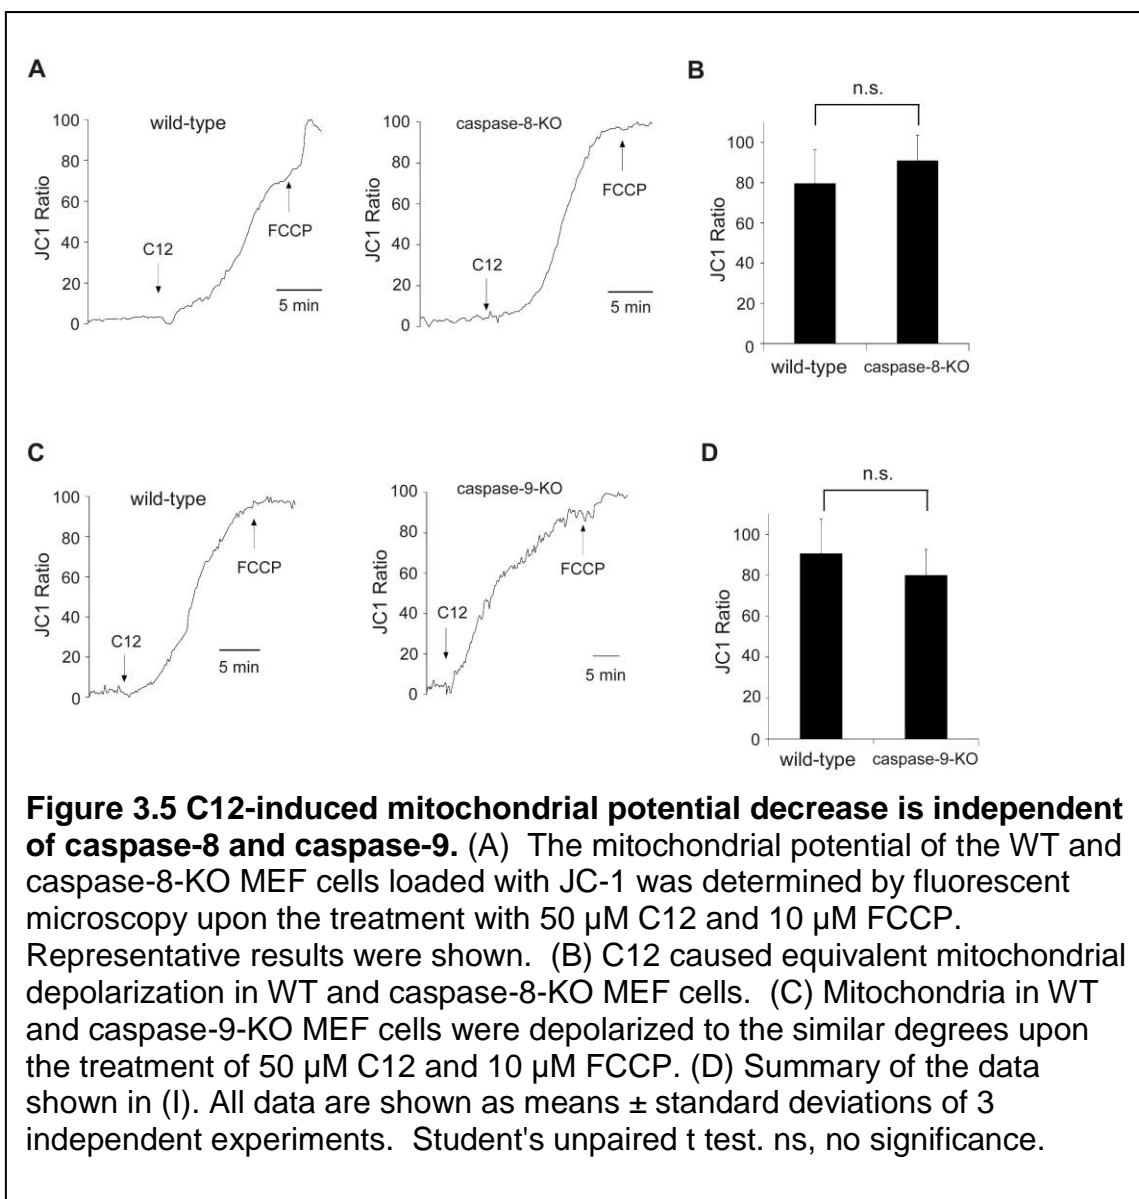 A
wild-type
100
80
60
40
20
0
JC1 Ratio
C12
FCCP
5 min
caspase-8-KO
100
80
60
40
20
0
JC1 Ratio
C12
FCCP
5 min
B
n.s.
100
80
60
40
20
0
JC1 Ratio
wild-type
caspase-8-KO
C
wild-type
100
80
60
40
20
0
JC1 Ratio
C12
FCCP
5 min
caspase-9-KO
100
80
60
40
20
0
JC1 Ratio
C12
FCCP
5 min
D
n.s.
100
80
60
40
20
0
JC1 Ratio
wild-type
caspase-9-KO
Figure 3.5 C12-induced mitochondrial potential decrease is independent
of caspase-8 and caspase-9. (A) The mitochondrial potential of the WT and
caspase-8-KO MEF cells loaded with JC-1 was determined by fluorescent
microscopy upon the treatment with 50 µM C12 and 10 µM FCCP.
Representative results were shown. (B) C12 caused equivalent mitochondrial
depolarization in WT and caspase-8-KO MEF cells. (C) Mitochondria in WT
and caspase-9-KO MEF cells were depolarized to the similar degrees upon
the treatment of 50 µM C12 and 10 µM FCCP. (D) Summary of the data
shown in (I). All data are shown as means ± standard deviations of 3
independent experiments. Student's unpaired t test. ns, no significance.